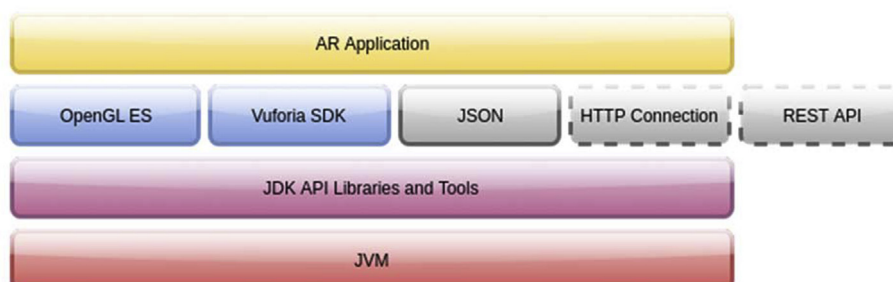 AR Application
OpenGL ES
Vuforia SDK
JSON
HTTP Connection
REST API
JDK API Libraries and Tools
JVM